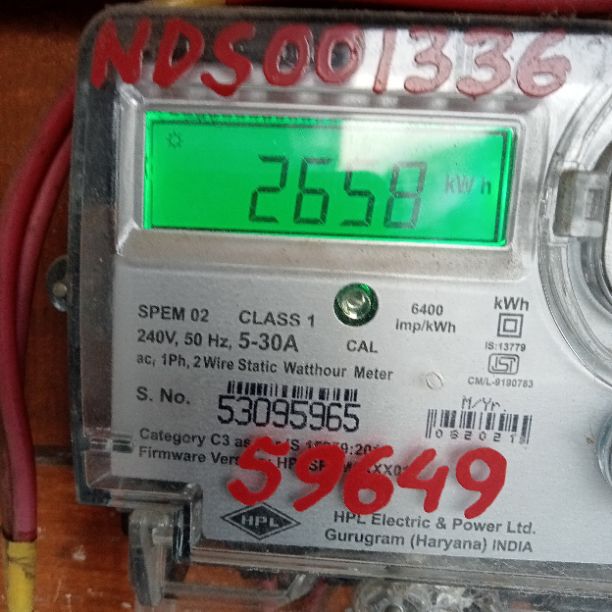 NDS001336
2658 kWh
SPEM 02 CLASS 1
6400 imp/kWh
kWh
240V, 50 Hz, 5-30A
CAL
IS:13779
ac, 1Ph, 2 Wire Static Watthour Meter
CM/L-9190783
S. No. 53095965
M/Yr.
Category C3 as
Firmware
59649
HPL
HPL Electric & Power Ltd.
Gurugram (Haryana) INDIA